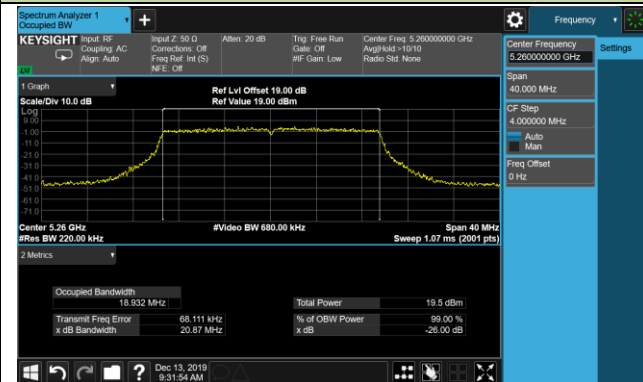 Spectrum Analyzer 1
Occupied BW
Frequency
KEYSIGHT
Input: RF
Coupling: AC
Align: Auto
Input Z: 50 Ω
Corrections: Off
Freq Ref: Int (S)
NFE: Off
Atten: 20 dB
Trig: Free Run
Gate: Off
#IF Gain: Low
Center Freq: 5.260000000 GHz
Avg|Hold:>10/10
Radio Std: None
Center Frequency
5.260000000 GHz
Settings
Span
40.000 MHz
CF Step
4.000000 MHz
Auto
Man
Freq Offset
0 Hz
1 Graph
Scale/Div 10.0 dB
Ref Lvl Offset 19.00 dB
Ref Value 19.00 dBm
Log
9.00
-1.00
-11.0
-21.0
-31.0
-41.0
-51.0
-61.0
-71.0
Center 5.26 GHz
#Res BW 220.00 kHz
#Video BW 680.00 kHz
Span 40 MHz
Sweep 1.07 ms (2001 pts)
2 Metrics
Occupied Bandwidth
18.932 MHz
Transmit Freq Error 68.111 kHz
x dB Bandwidth 20.87 MHz
Total Power 19.5 dBm
% of OBW Power 99.00 %
x dB -26.00 dB
Dec 13, 2019
9:31:54 AM